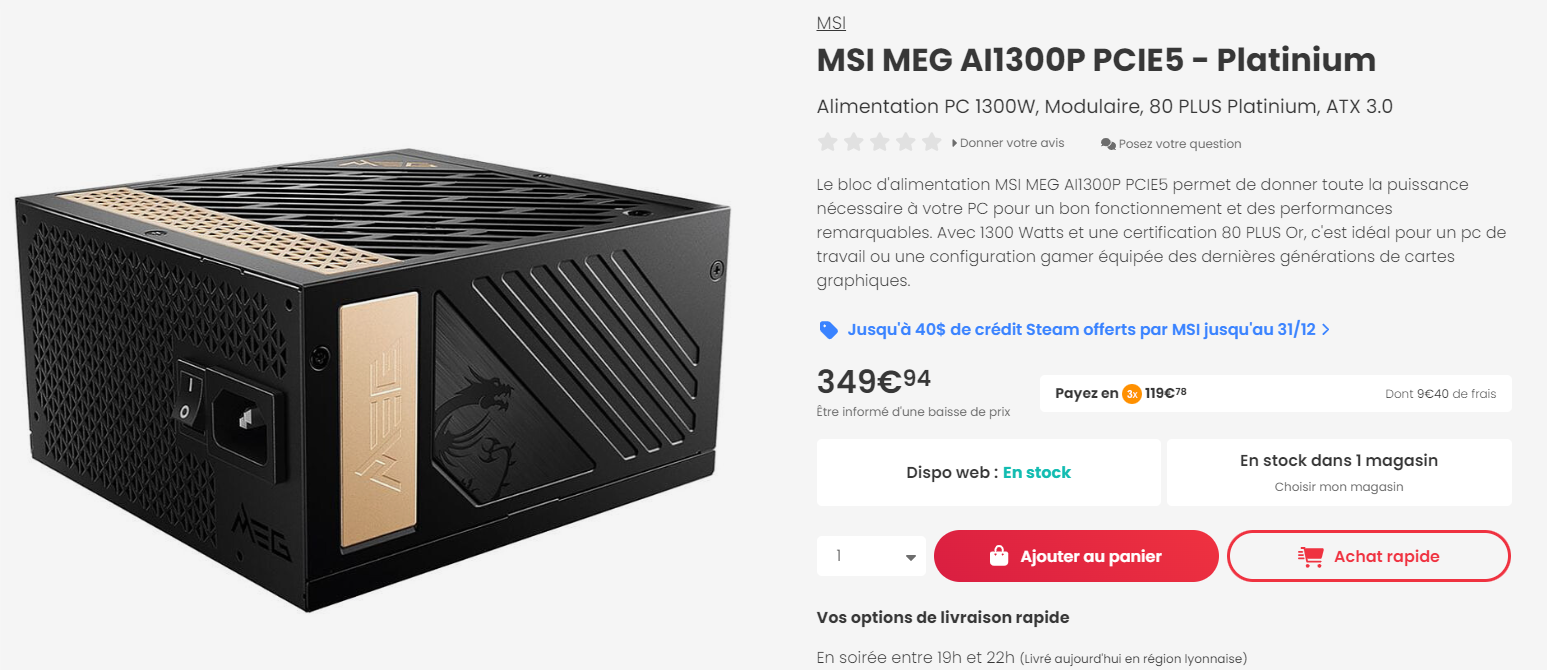 MSI
MSI MEG AI1300P PCIE5 - Platinium
Alimentation PC 1300W, Modulaire, 80 PLUS Platinium, ATX 3.0
Donner votre avis
Posez votre question
Le bloc d'alimentation MSI MEG AI1300P PCIE5 permet de donner toute la puissance
nécessaire à votre PC pour un bon fonctionnement et des performances
remarquables. Avec 1300 Watts et une certification 80 PLUS Or, c'est idéal pour un pc de
travail ou une configuration gamer équipée des dernières générations de cartes
graphiques.
Jusqu'à 40$ de crédit Steam offerts par MSI jusqu'au 31/12
349€94
Être informé d'une baisse de prix
Payez en 3x 119€78
Dont 9€40 de frais
Dispo web : En stock
En stock dans 1 magasin
Choisir mon magasin
1
Ajouter au panier
Achat rapide
Vos options de livraison rapide
En soirée entre 19h et 22h (Livré aujourd'hui en région lyonnaise)
MEG
MEG
MEG